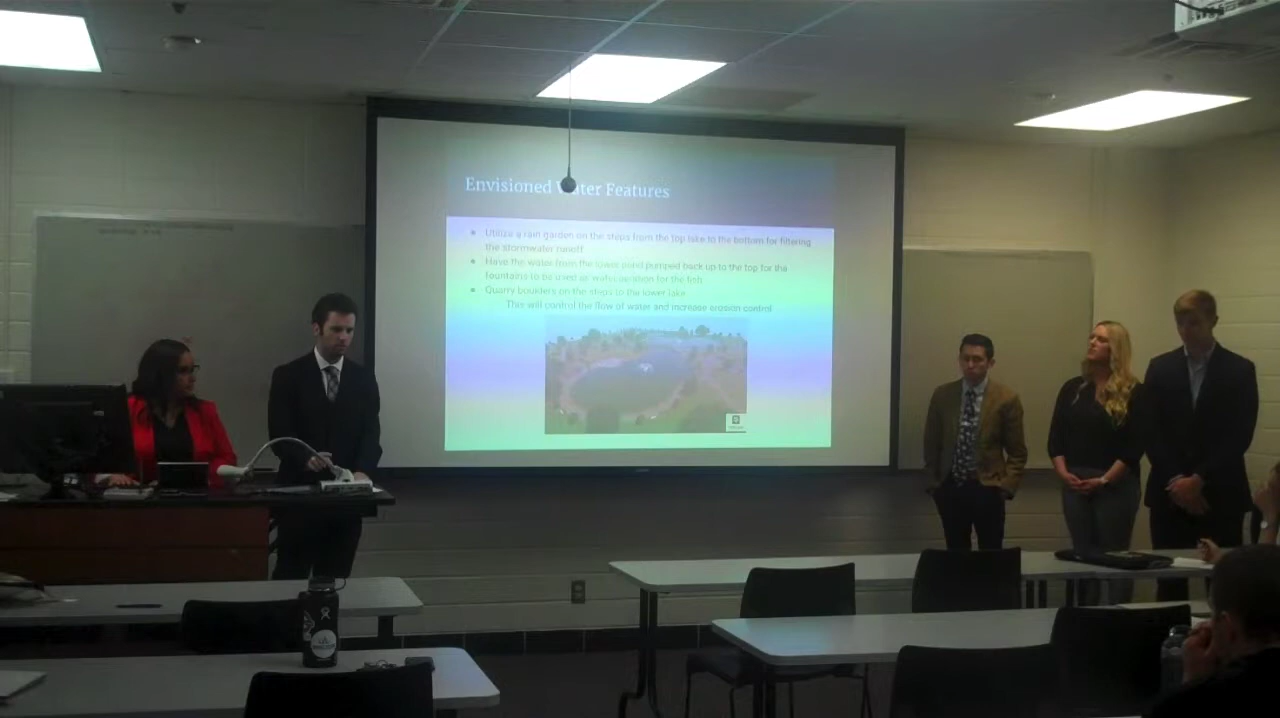 Envisioned Water Features
Utilize a rain garden on the steps from the top lake to the bottom for filtering
the stormwater runoff
Have the water from the lower pond pumped back up to the top for the
fountains to be used as water aeration for the fish
Quarry boulders on the steps to the lower lake
This will control the flow of water and increase erosion control